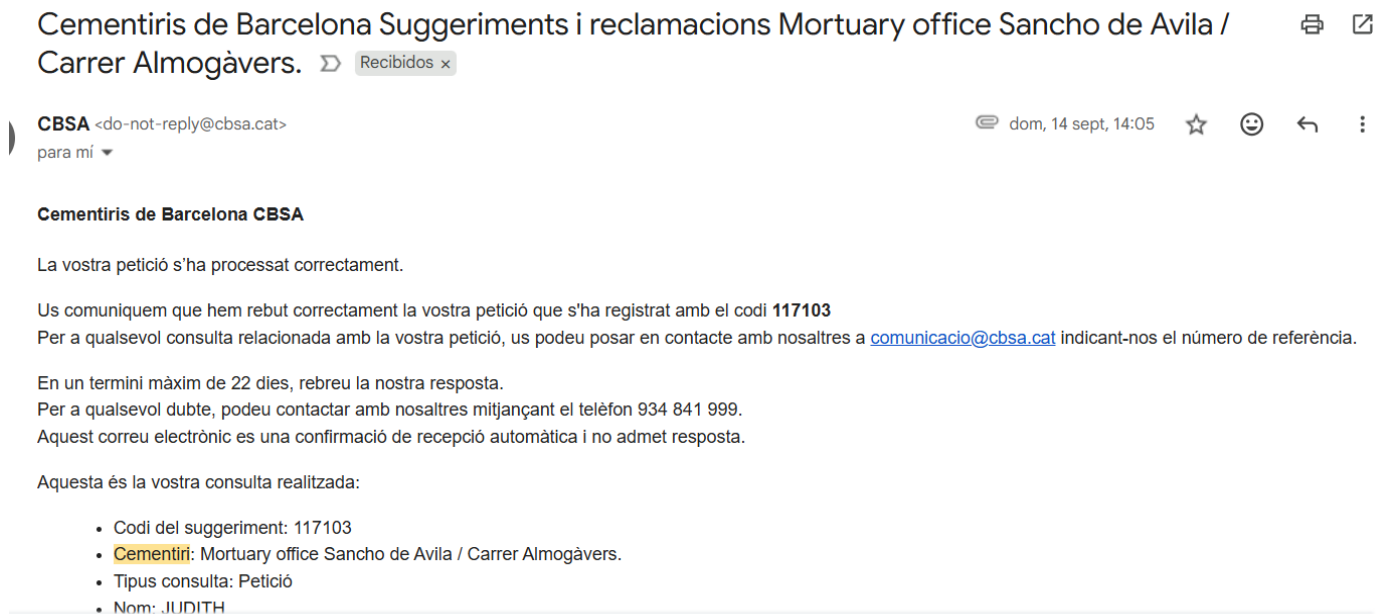 Cementiris de Barcelona Suggeriments i reclamacions Mortuary office Sancho de Avila /
Carrer Almogàvers. Recibidos x
CBSA <do-not-reply@cbsa.cat> dom, 14 sept, 14:05
para mí
Cementiris de Barcelona CBSA
La vostra petició s’ha processat correctament.
Us comuniquem que hem rebut correctament la vostra petició que s'ha registrat amb el codi 117103
Per a qualsevol consulta relacionada amb la vostra petició, us podeu posar en contacte amb nosaltres a comunicacio@cbsa.cat indicant-nos el número de referència.
En un termini màxim de 22 dies, rebreu la nostra resposta.
Per a qualsevol dubte, podeu contactar amb nosaltres mitjançant el telèfon 934 841 999.
Aquest correu electrònic es una confirmació de recepció automàtica i no admet resposta.
Aquesta és la vostra consulta realitzada:
• Codi del suggeriment: 117103
• Cementiri: Mortuary office Sancho de Avila / Carrer Almogàvers.
• Tipus consulta: Petició
• Nom: JUDITH